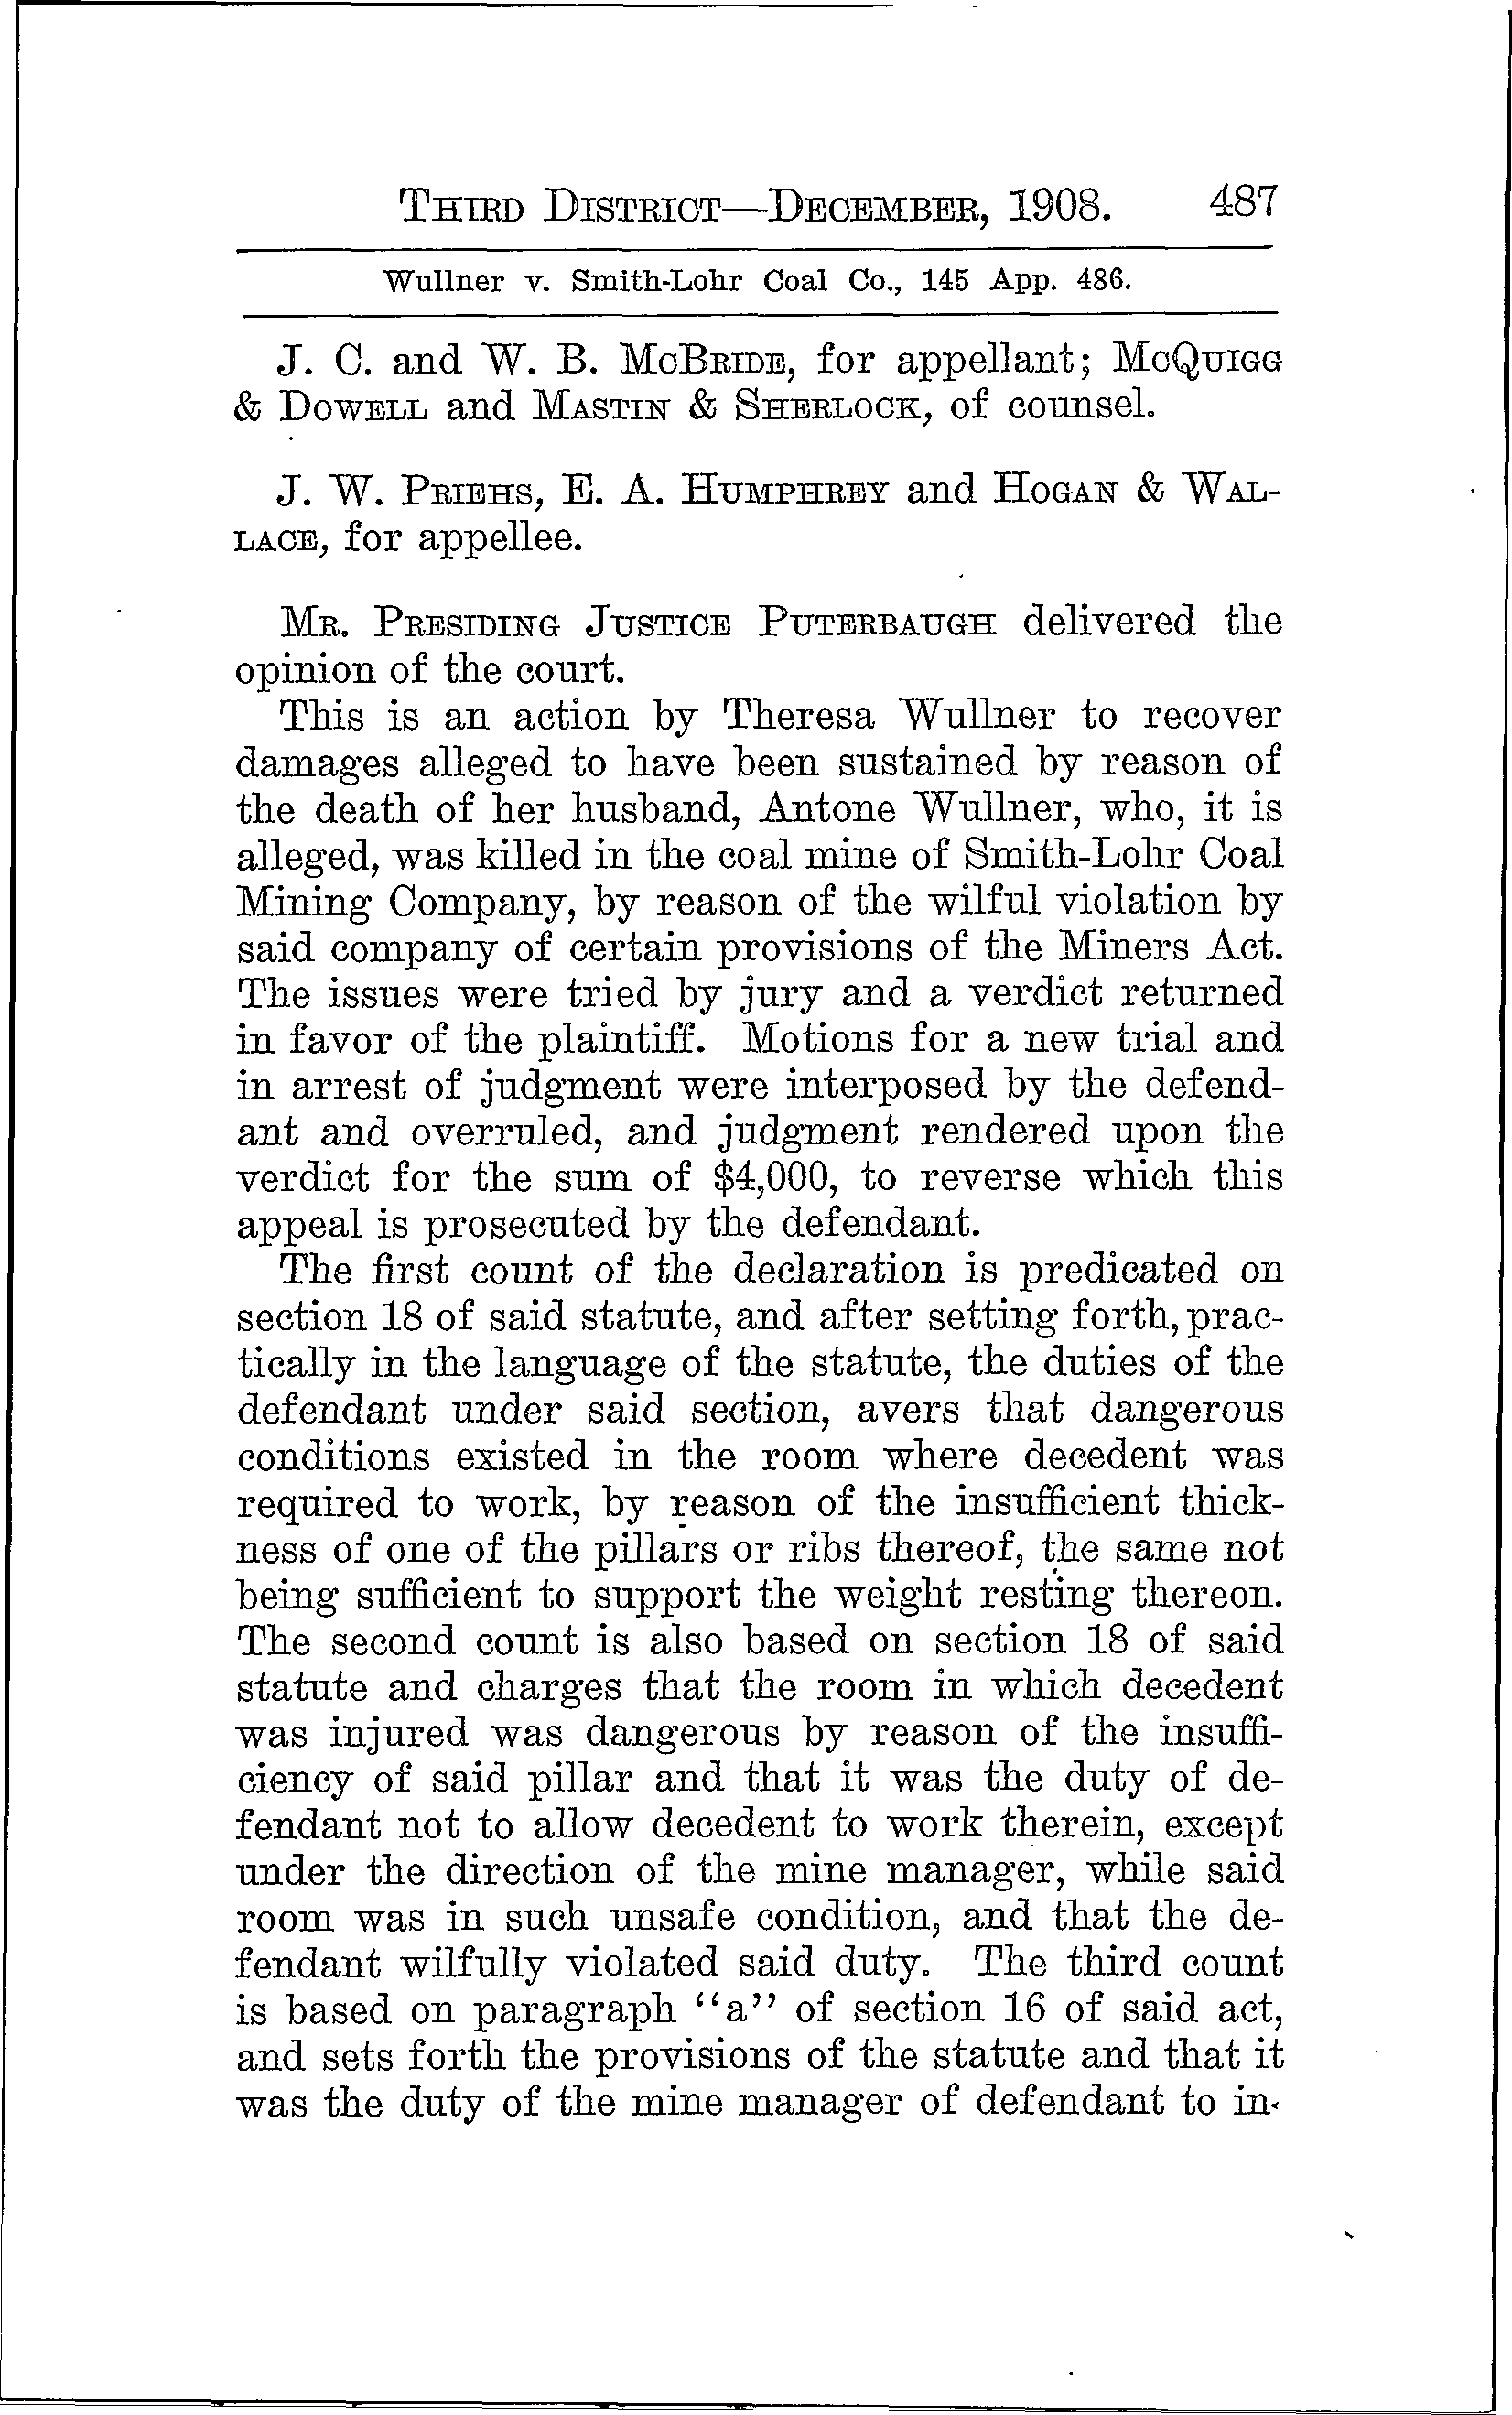 THIRD DISTRICT—DECEMBER, 1908. 487
Wullner v. Smith-Lohr Coal Co., 145 App. 486.
J. C. and W. B. MCBRIDE, for appellant; MCQUIGG
& DOWELL and MASTIN & SHERLOCK, of counsel.
J. W. PRIEHS, E. A. HUMPHREY and HOGAN & WAL-
LACE, for appellee.
MR. PRESIDING JUSTICE PUTERBAUGH delivered the
opinion of the court.
This is an action by Theresa Wullner to recover
damages alleged to have been sustained by reason of
the death of her husband, Antone Wullner, who, it is
alleged, was killed in the coal mine of Smith-Lohr Coal
Mining Company, by reason of the wilful violation by
said company of certain provisions of the Miners Act.
The issues were tried by jury and a verdict returned
in favor of the plaintiff. Motions for a new trial and
in arrest of judgment were interposed by the defend-
ant and overruled, and judgment rendered upon the
verdict for the sum of $4,000, to reverse which this
appeal is prosecuted by the defendant.
The first count of the declaration is predicated on
section 18 of said statute, and after setting forth, prac-
tically in the language of the statute, the duties of the
defendant under said section, avers that dangerous
conditions existed in the room where decedent was
required to work, by reason of the insufficient thick-
ness of one of the pillars or ribs thereof, the same not
being sufficient to support the weight resting thereon.
The second count is also based on section 18 of said
statute and charges that the room in which decedent
was injured was dangerous by reason of the insuffi-
ciency of said pillar and that it was the duty of de-
fendant not to allow decedent to work therein, except
under the direction of the mine manager, while said
room was in such unsafe condition, and that the de-
fendant wilfully violated said duty. The third count
is based on paragraph "a" of section 16 of said act,
and sets forth the provisions of the statute and that it
was the duty of the mine manager of defendant to in-